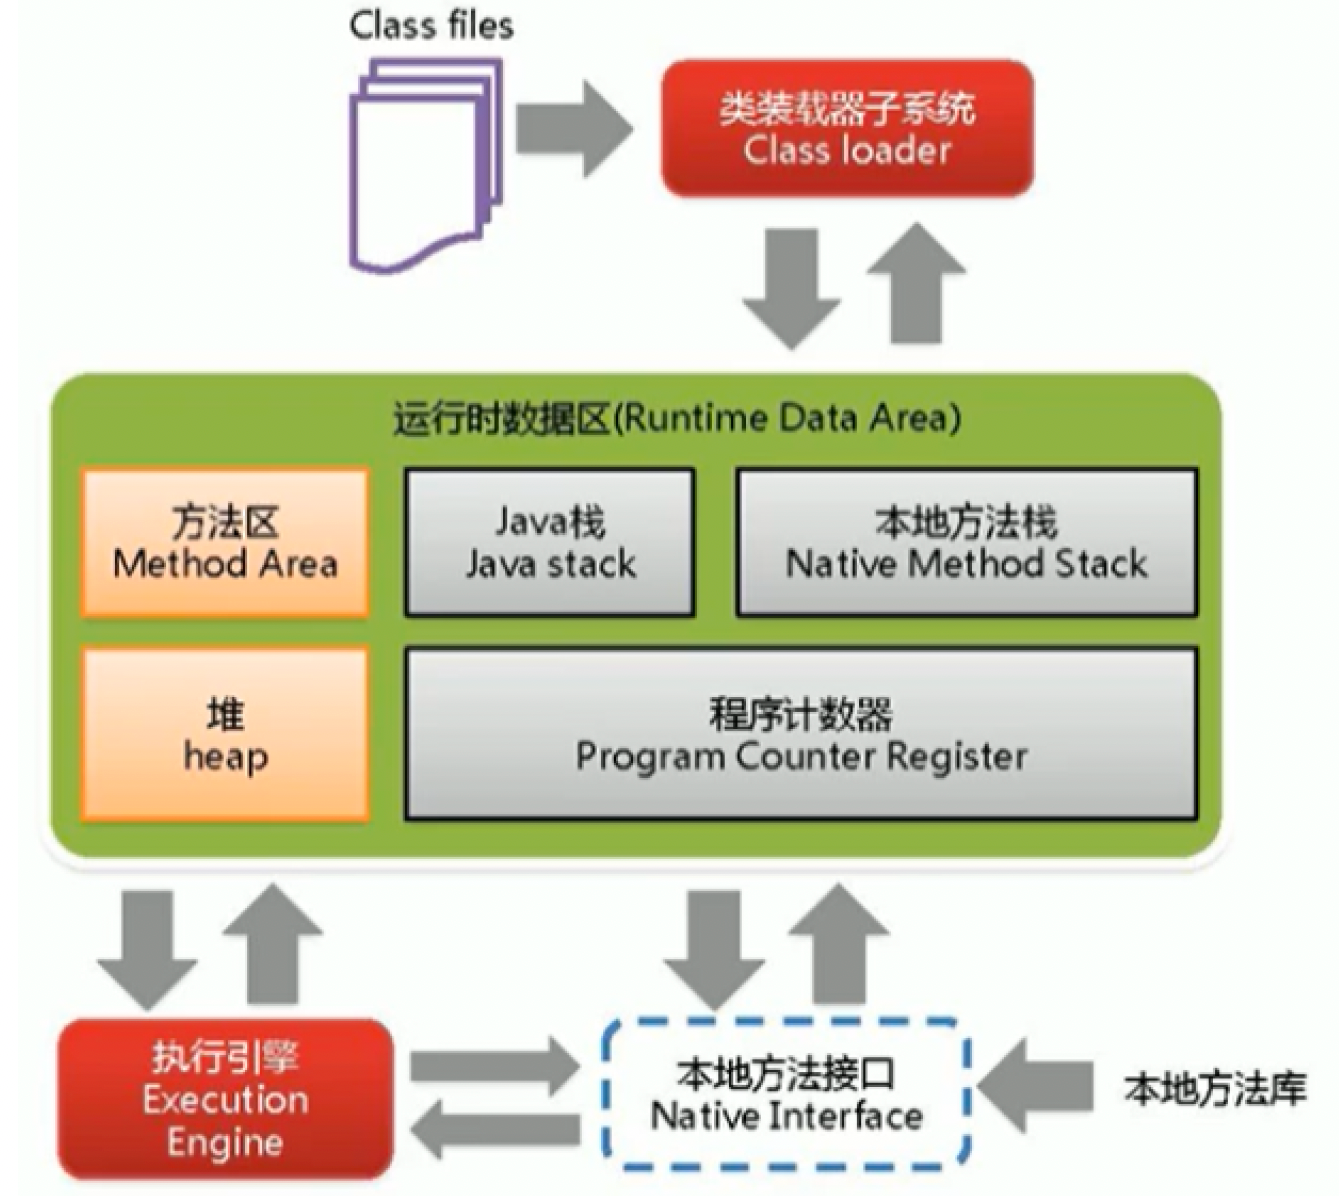 Class files
类装载器子系统
Class loader
运行时数据区(Runtime Data Area)
方法区
Method Area
Java栈
Java stack
本地方法栈
Native Method Stack
堆
heap
程序计数器
Program Counter Register
执行引擎
Execution
Engine
本地方法接口
Native Interface
本地方法库